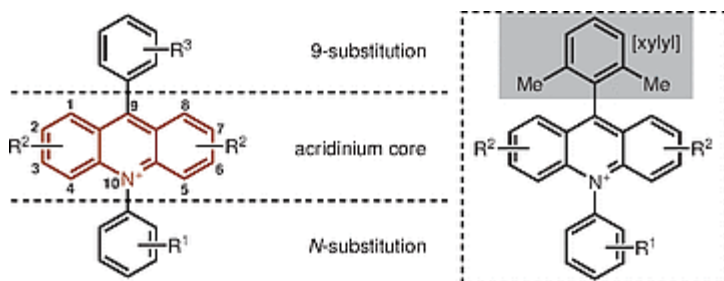 R³
9-substitution
[xylyl]
Me
Me
1
9
8
R²
2
7
R²
acridinium core
3
10
N⁺
6
4
5
R²
R²
N⁺
R¹
N-substitution
R¹